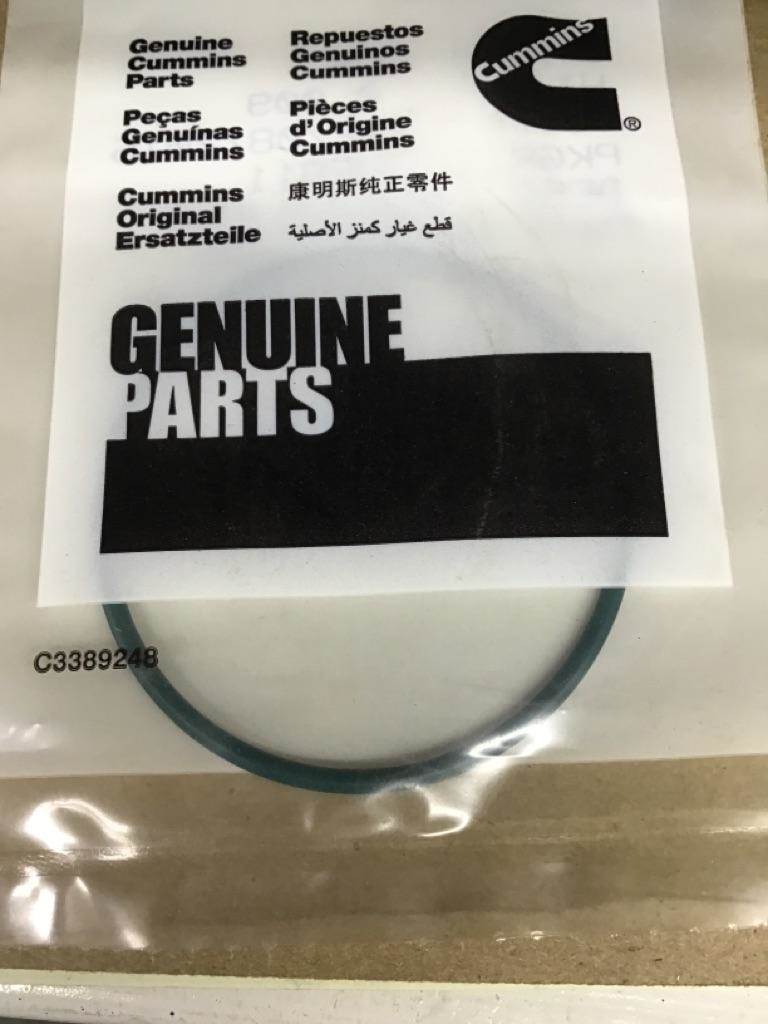 Genuine
Cummins
Parts
Repuestos
Genuinos
Cummins
Cummins
®
Peças
Genuínas
Cummins
Pièces
d'Origine
Cummins
Cummins
Original
Ersatzteile
康明斯纯正零件
قطع غيار كمنز الأصلية
GENUINE
PARTS
C3389248